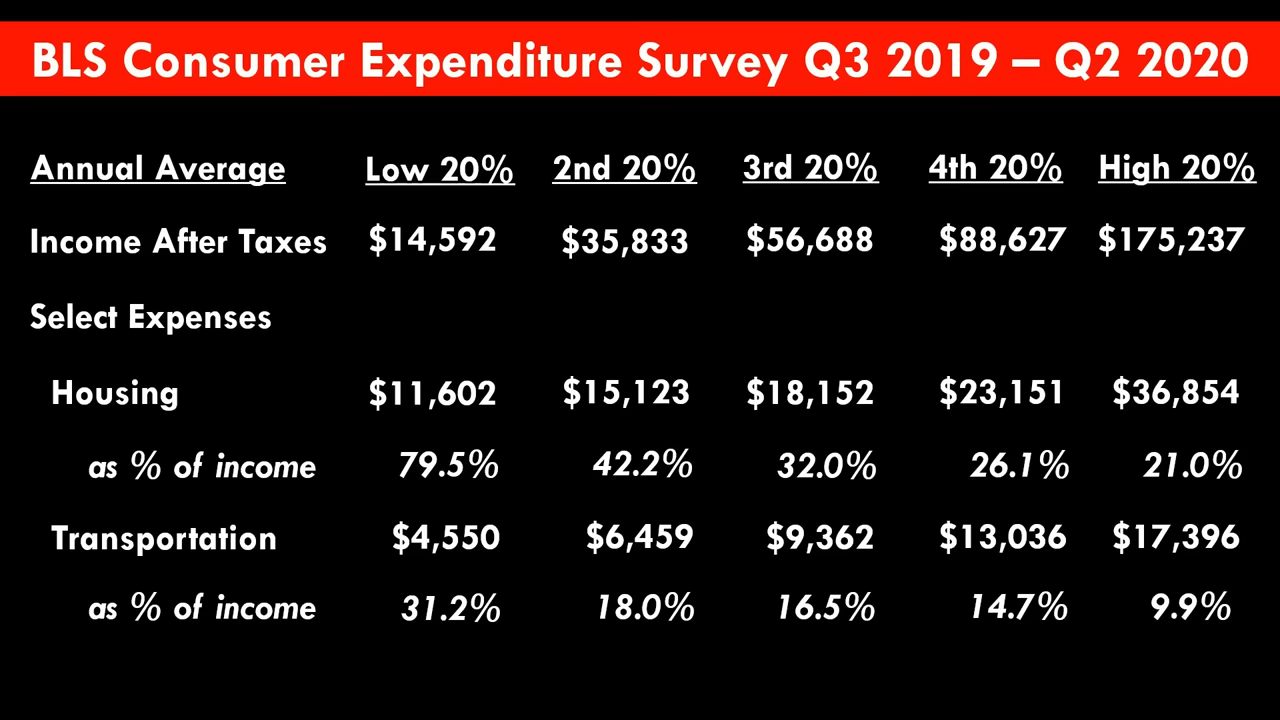 BLS Consumer Expenditure Survey Q3 2019 – Q2 2020
Annual Average Low 20% 2nd 20% 3rd 20% 4th 20% High 20%
Income After Taxes $14,592 $35,833 $56,688 $88,627 $175,237
Select Expenses
Housing $11,602 $15,123 $18,152 $23,151 $36,854
as % of income 79.5% 42.2% 32.0% 26.1% 21.0%
Transportation $4,550 $6,459 $9,362 $13,036 $17,396
as % of income 31.2% 18.0% 16.5% 14.7% 9.9%